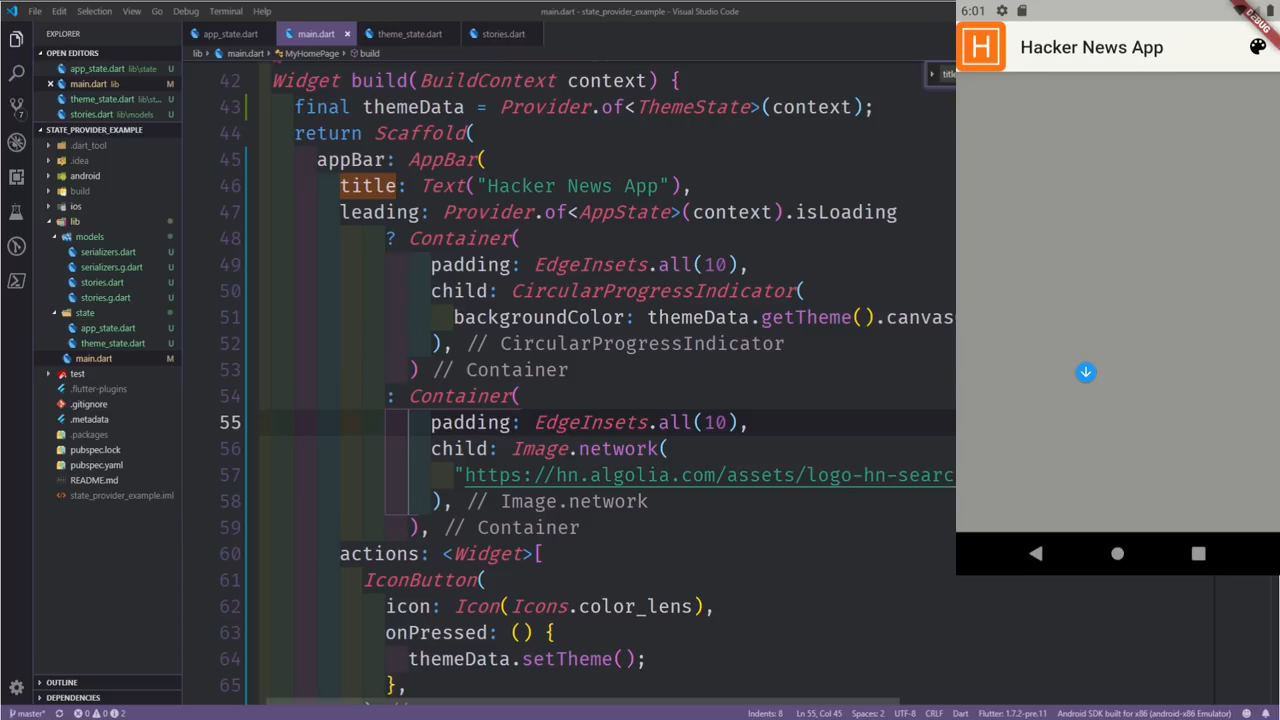 File Edit Selection View Go Debug Terminal Help
main.dart - state_provider_example - Visual Studio Code
EXPLORER
OPEN EDITORS
app_state.dart lib\state U
main.dart lib M
theme_state.dart lib\st... U
stories.dart lib\models U
STATE_PROVIDER_EXAMPLE
.dart_tool
.idea
android
build
ios
lib
models
serializers.dart U
serializers.g.dart U
stories.dart U
stories.g.dart U
state
app_state.dart U
theme_state.dart U
main.dart M
test
.flutter-plugins
.gitignore
.metadata
.packages
pubspec.lock
pubspec.yaml
README.md
state_provider_example.iml
OUTLINE
DEPENDENCIES
app_state.dart main.dart theme_state.dart stories.dart
lib main.dart MyHomePage build
42 Widget build(BuildContext context) {
43 final themeData = Provider.of<ThemeState>(context);
44 return Scaffold(
45 appBar: AppBar(
46 title: Text("Hacker News App"),
47 leading: Provider.of<AppState>(context).isLoading
48 ? Container(
49 padding: EdgeInsets.all(10),
50 child: CircularProgressIndicator(
51 backgroundColor: themeData.getTheme().canvas
52 ), // CircularProgressIndicator
53 ) // Container
54 : Container(
55 padding: EdgeInsets.all(10),
56 child: Image.network(
57 "https://hn.algolia.com/assets/logo-hn-searc
58 ), // Image.network
59 ), // Container
60 actions: <Widget>[
61 IconButton(
62 icon: Icon(Icons.color_lens),
63 onPressed: () {
64 themeData.setTheme();
65 },
titl
6:01
DEBUG
H Hacker News App
master* 0 0 2
Indents: 8 Ln 55, Col 45 Spaces: 2 UTF-8 CRLF Dart Flutter: 1.7.2-pre.11 Android SDK built for x86 (android-x86 Emulator)